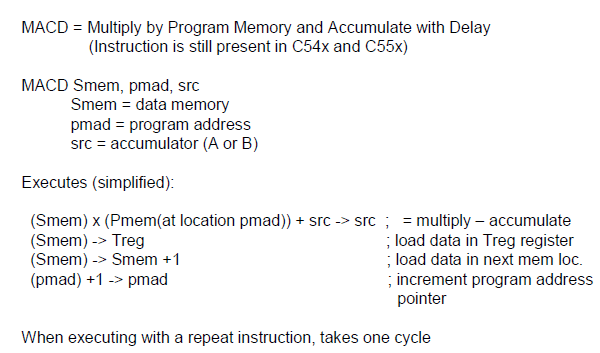 MACD = Multiply by Program Memory and Accumulate with Delay
(Instruction is still present in C54x and C55x)
MACD Smem, pmad, src
Smem = data memory
pmad = program address
src = accumulator (A or B)
Executes (simplified):
(Smem) x (Pmem(at location pmad)) + src -> src ; = multiply – accumulate
(Smem) -> Treg ; load data in Treg register
(Smem) -> Smem +1 ; load data in next mem loc.
(pmad) +1 -> pmad ; increment program address
pointer
When executing with a repeat instruction, takes one cycle